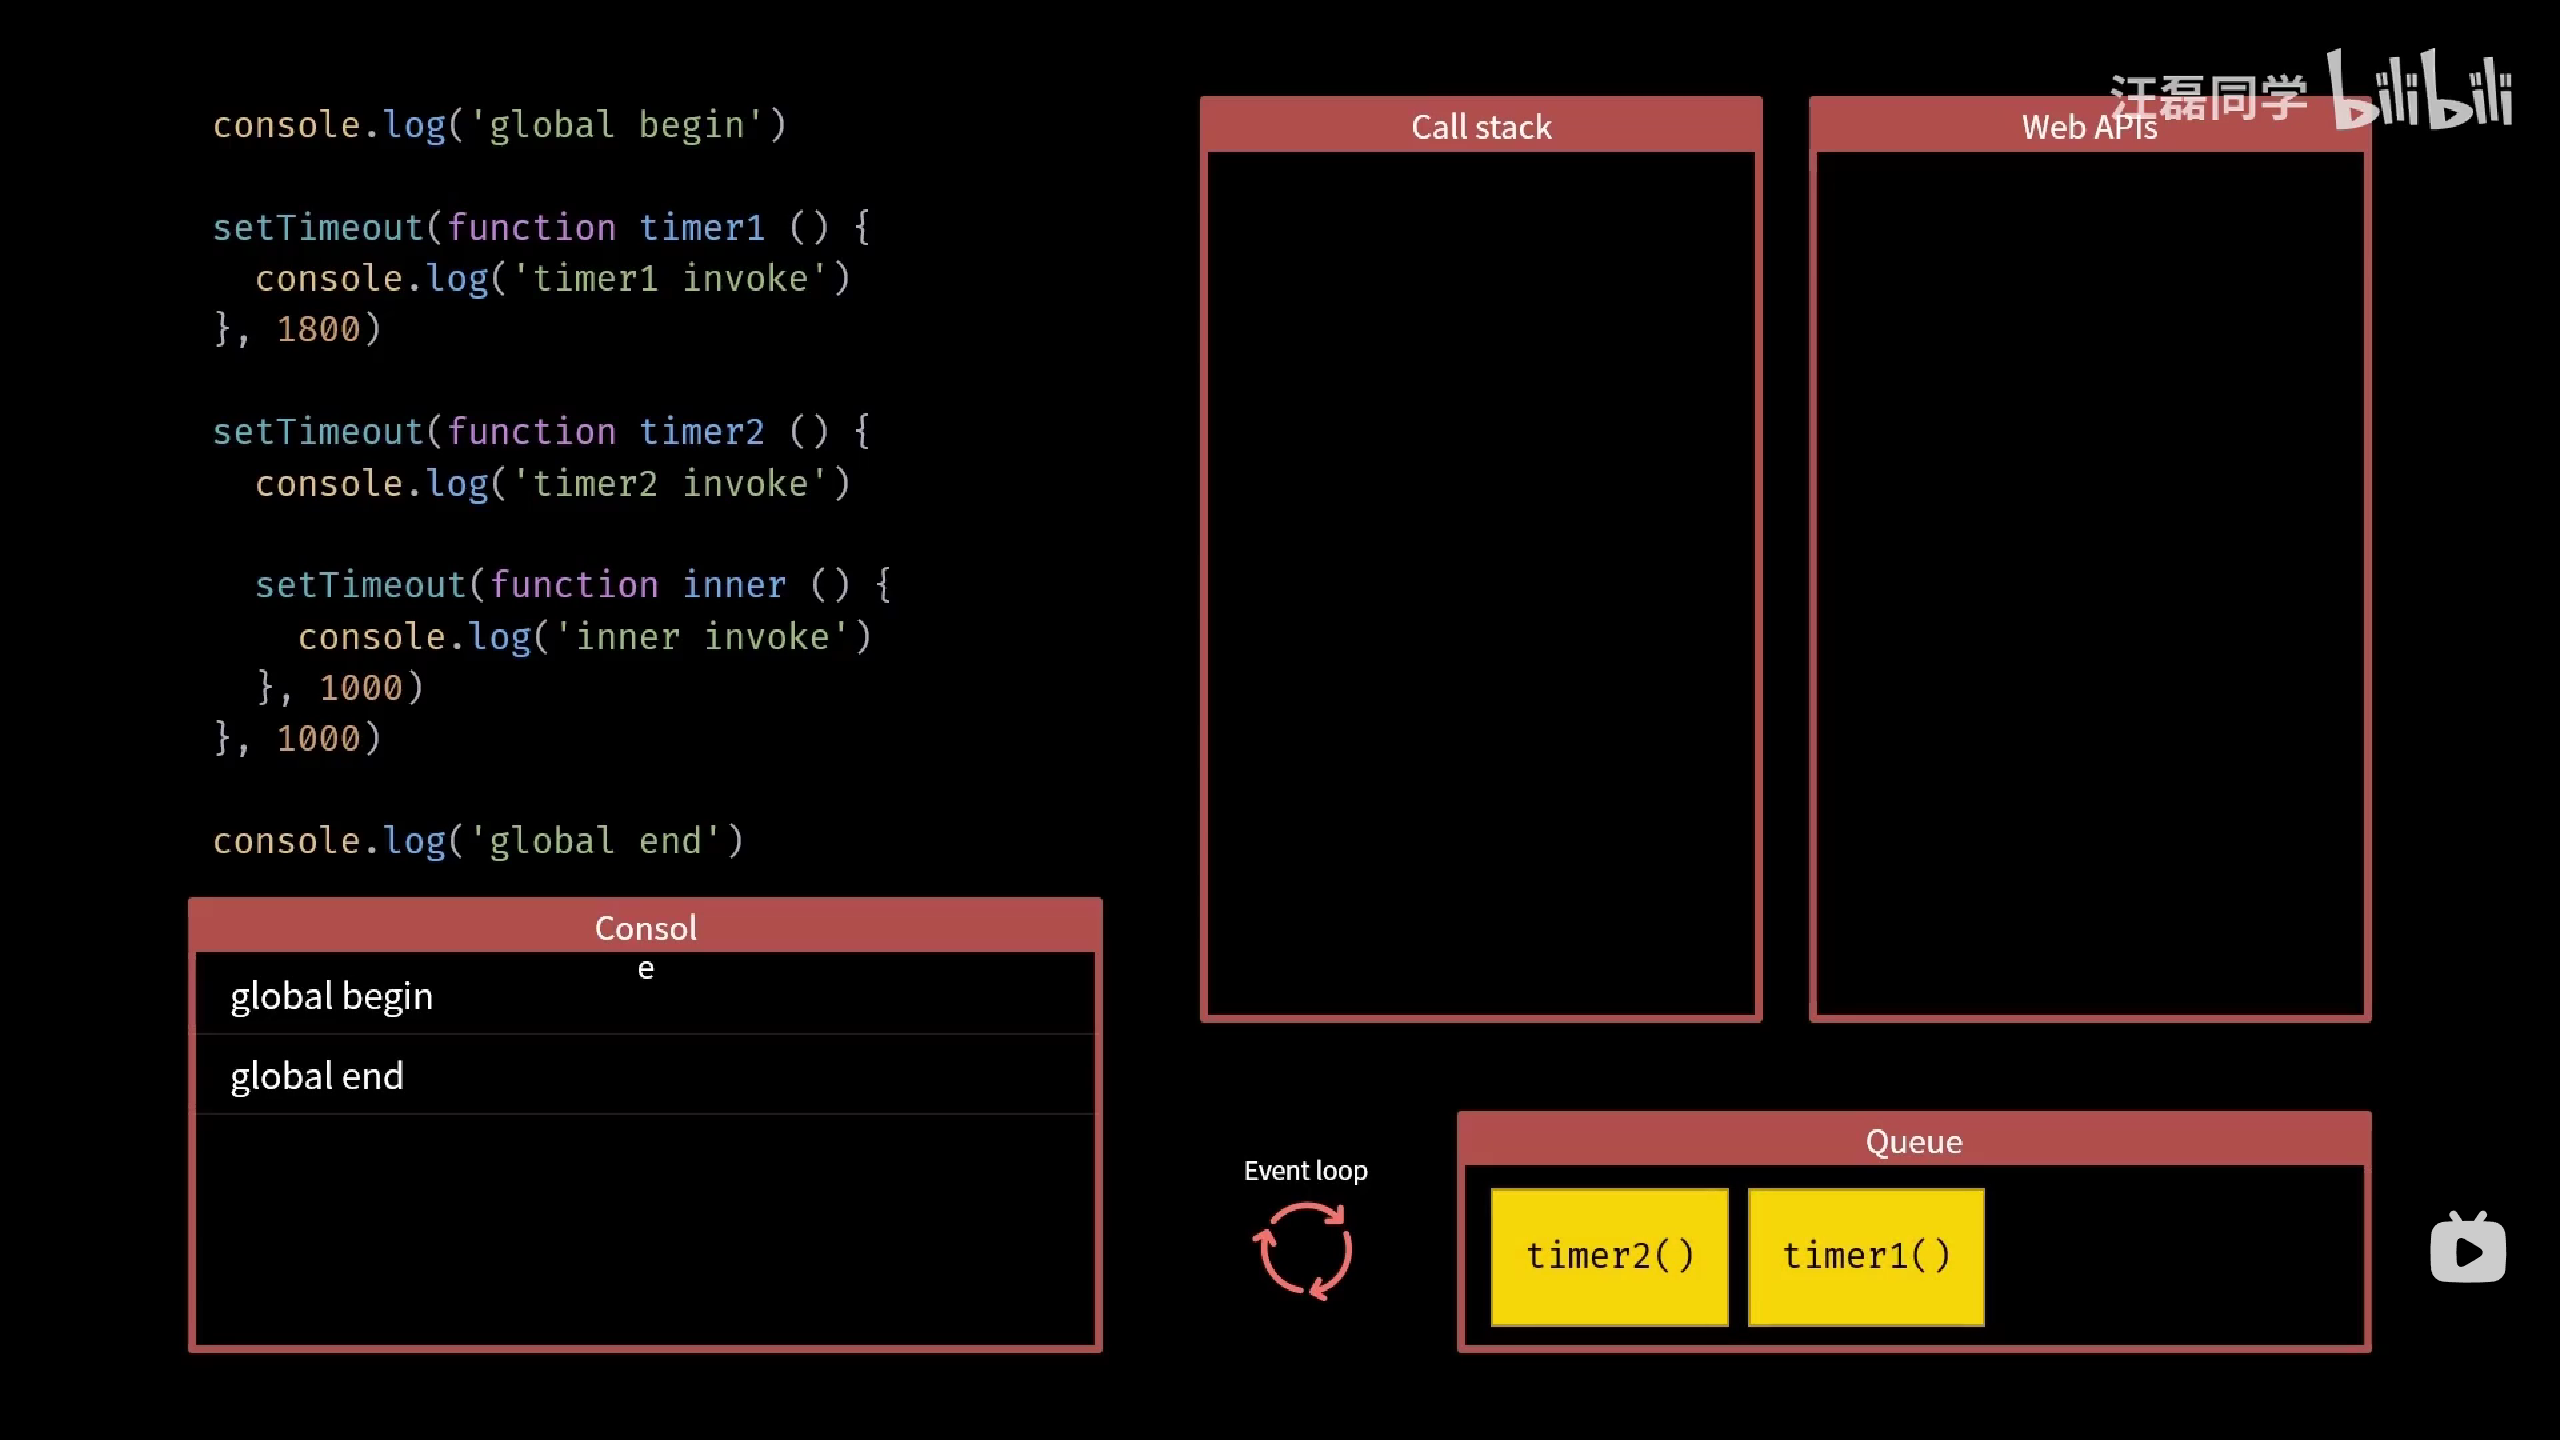 console.log('global begin')
setTimeout(function timer1 () {
  console.log('timer1 invoke')
}, 1800)
setTimeout(function timer2 () {
  console.log('timer2 invoke')
  setTimeout(function inner () {
    console.log('inner invoke')
  }, 1000)
}, 1000)
console.log('global end')
Consol
e
global begin
global end
Call stack
汪磊同学 bilibili
Web APIs
Event loop
Queue
timer2() timer1()